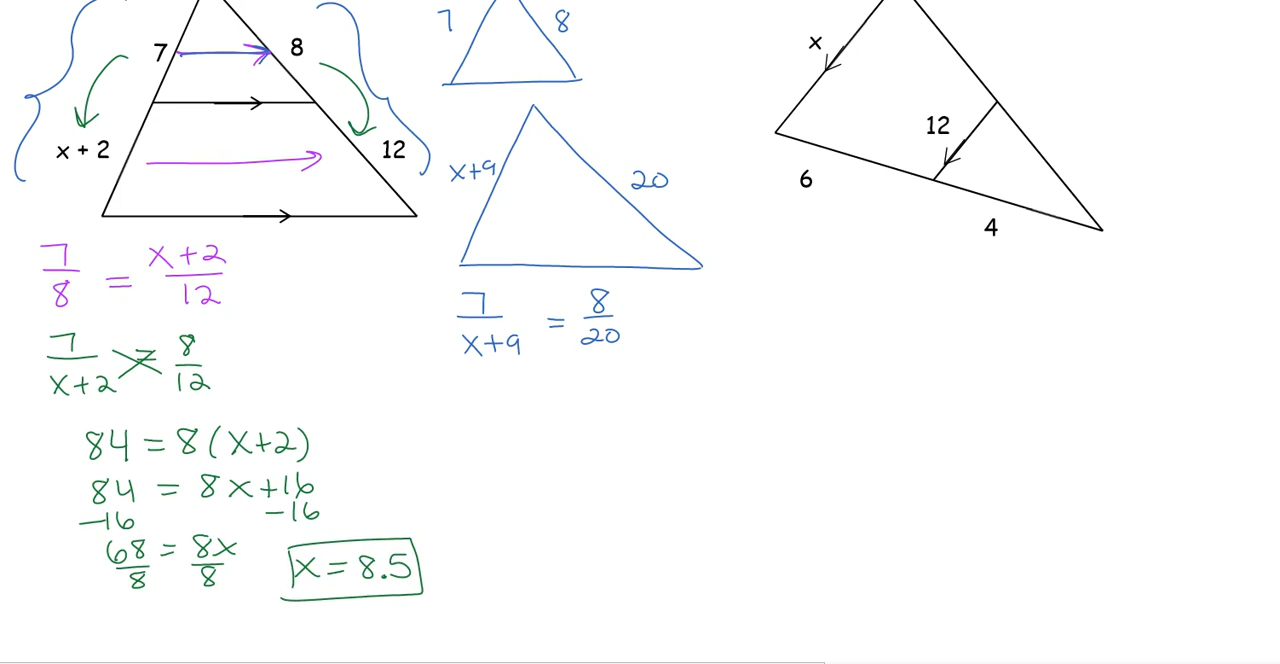 7 8
x + 2 12
7/8 = x+2/12
7/x+2 = 8/12
84 = 8(x+2)
84 = 8x+16
-16 -16
68/8 = 8x/8
x = 8.5
7 8
x+9 20
7/x+9 = 8/20
x
12
6
4